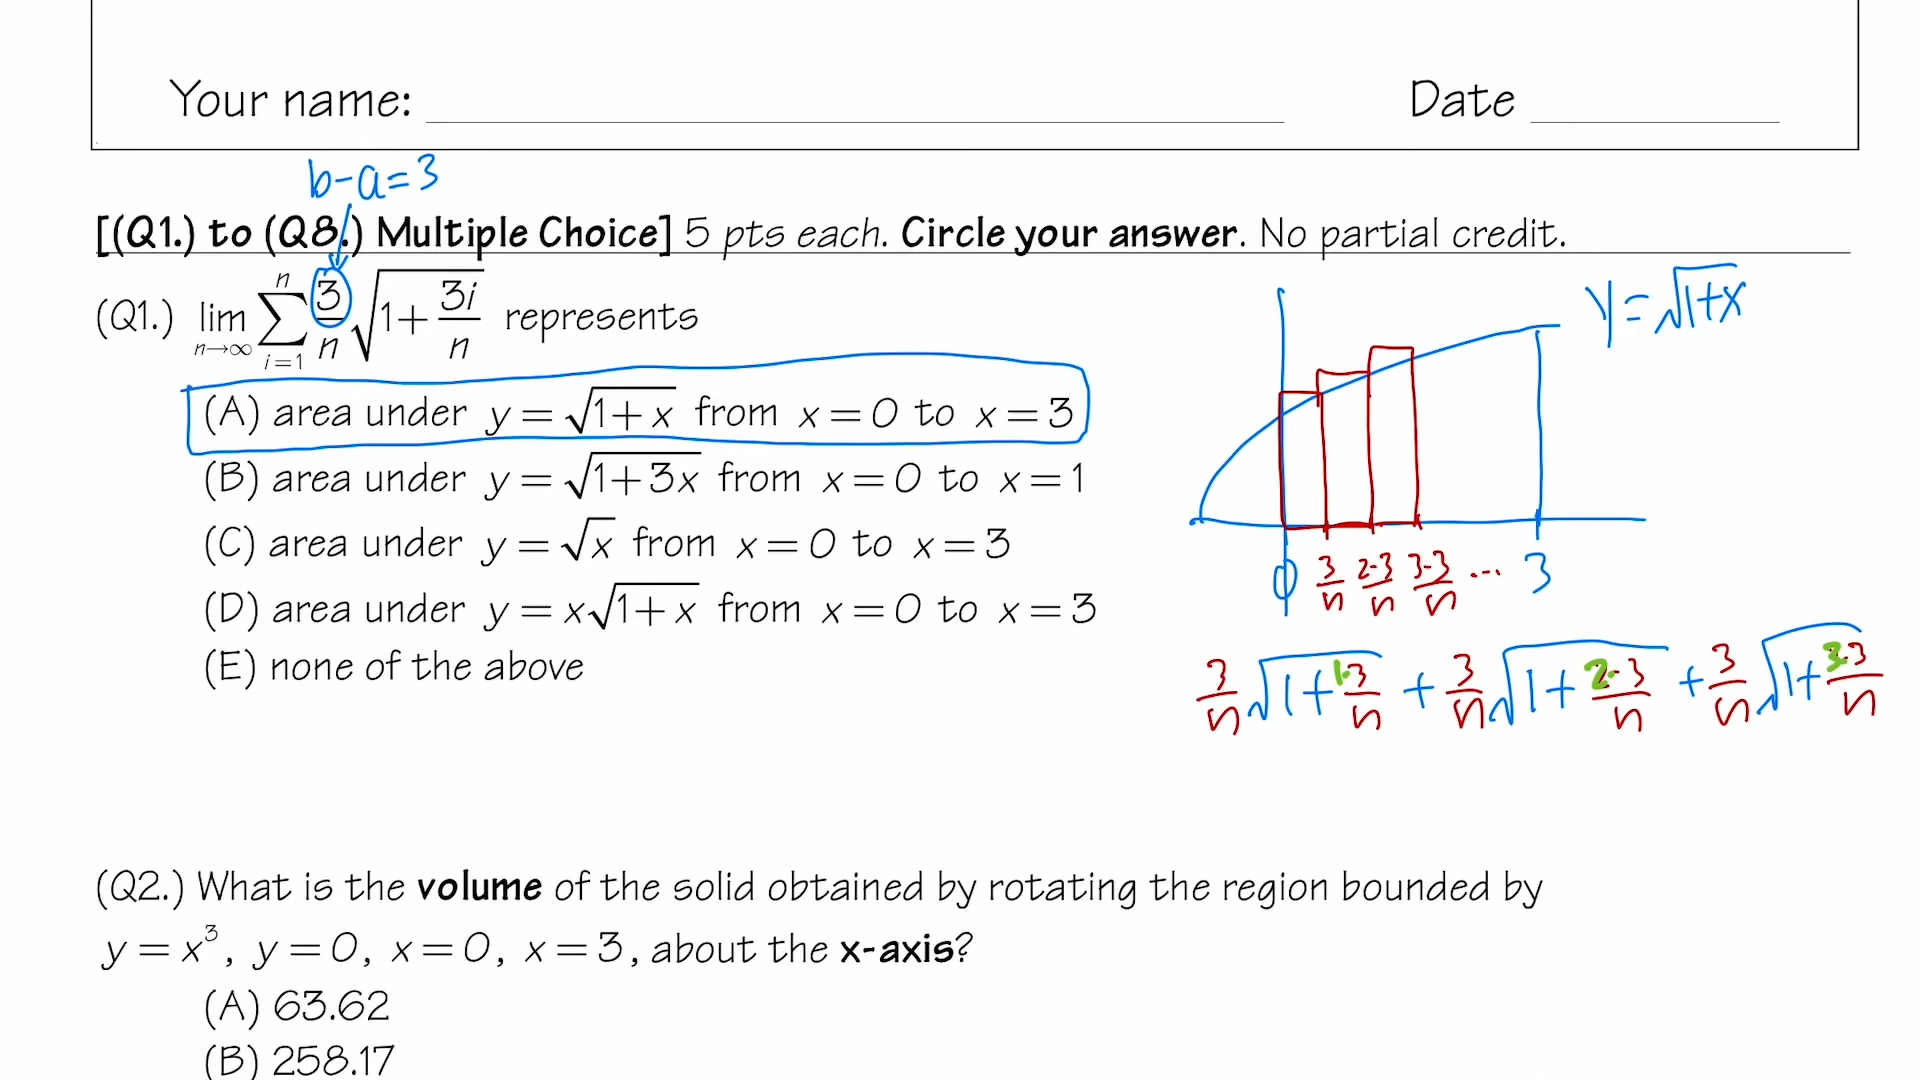 Your name: Date
b-a=3
[(Q1.) to (Q8.) Multiple Choice] 5 pts each. Circle your answer. No partial credit.
(Q1.) lim n→∞ ∑ i=1 n 3/n √(1+3i/n) represents
y=√(1+x)
(A) area under y=√(1+x) from x=0 to x=3
(B) area under y=√(1+3x) from x=0 to x=1
(C) area under y=√x from x=0 to x=3
(D) area under y=x√(1+x) from x=0 to x=3
(E) none of the above
0 3/n 2·3/n 3·3/n ... 3
3/n √(1+1·3/n) + 3/n √(1+2·3/n) + 3/n √(1+3·3/n)
(Q2.) What is the volume of the solid obtained by rotating the region bounded by
y=x³, y=0, x=0, x=3, about the x-axis?
(A) 63.62
(B) 258.17